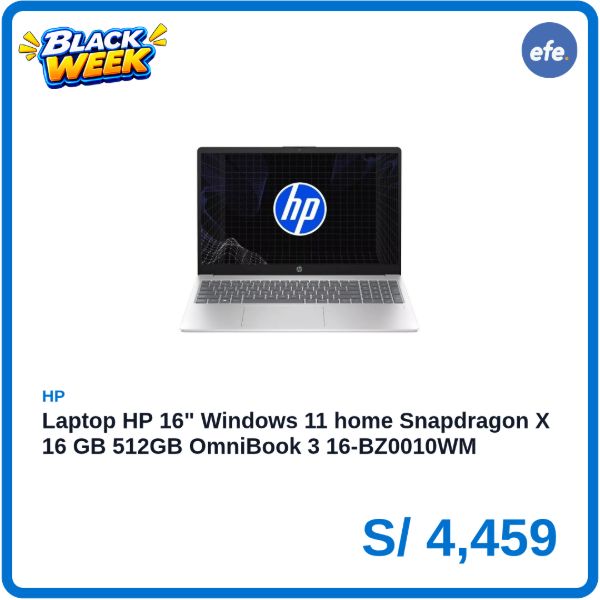 BLACK
WEEK
efe.
hp
HP
Laptop HP 16" Windows 11 home Snapdragon X
16 GB 512GB OmniBook 3 16-BZ0010WM
S/ 4,459